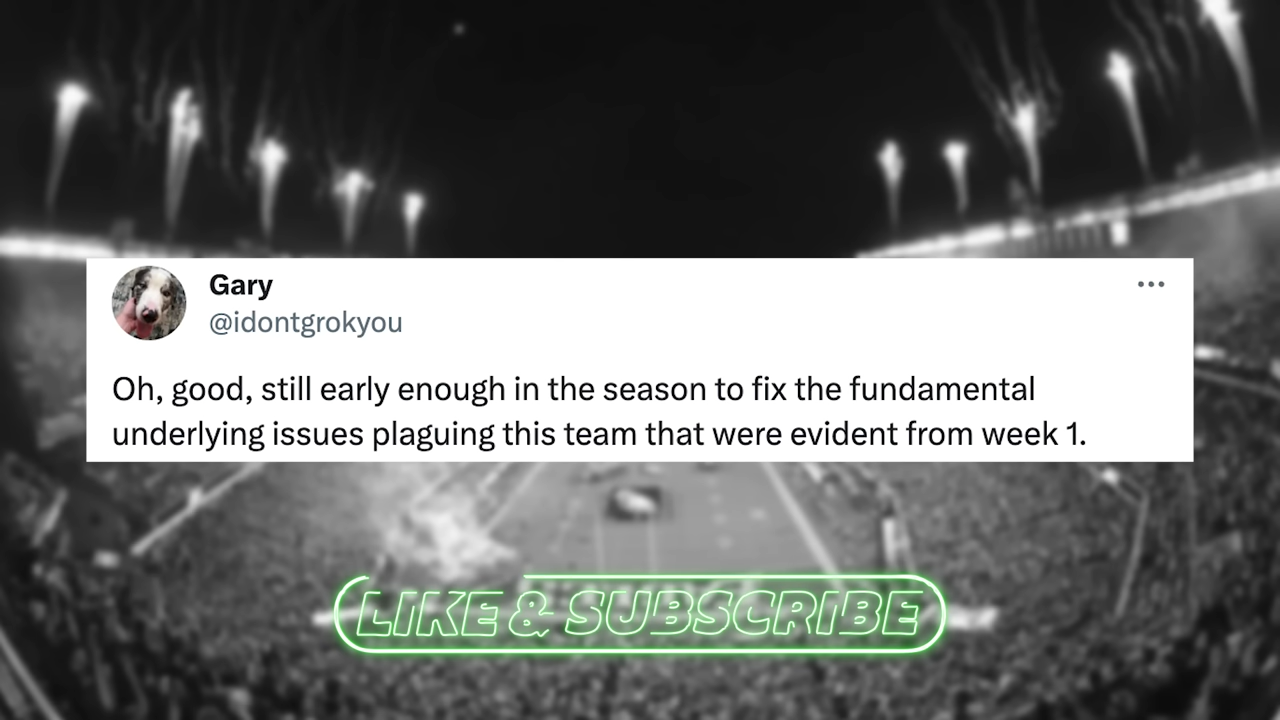 Gary
@idontgrokyou
Oh, good, still early enough in the season to fix the fundamental
underlying issues plaguing this team that were evident from week 1.
LIKE & SUBSCRIBE